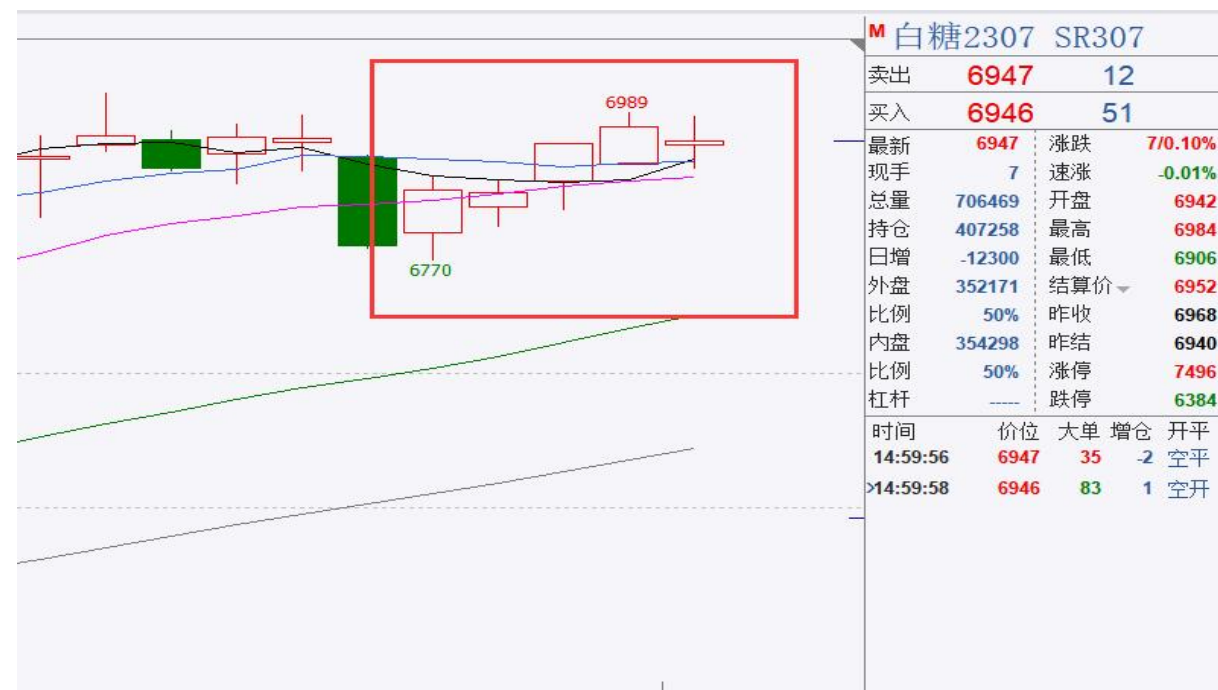 6989
6770
M 白糖2307 SR307
卖出 6947 12
买入 6946 51
最新 6947 涨跌 7/0.10%
现手 7 速涨 -0.01%
总量 706469 开盘 6942
持仓 407258 最高 6984
日增 -12300 最低 6906
外盘 352171 结算价 6952
比例 50% 昨收 6968
内盘 354298 昨结 6940
比例 50% 涨停 7496
杠杆 ----- 跌停 6384
时间 价位 大单 增仓 开平
14:59:56 6947 35 -2 空平
>14:59:58 6946 83 1 空开